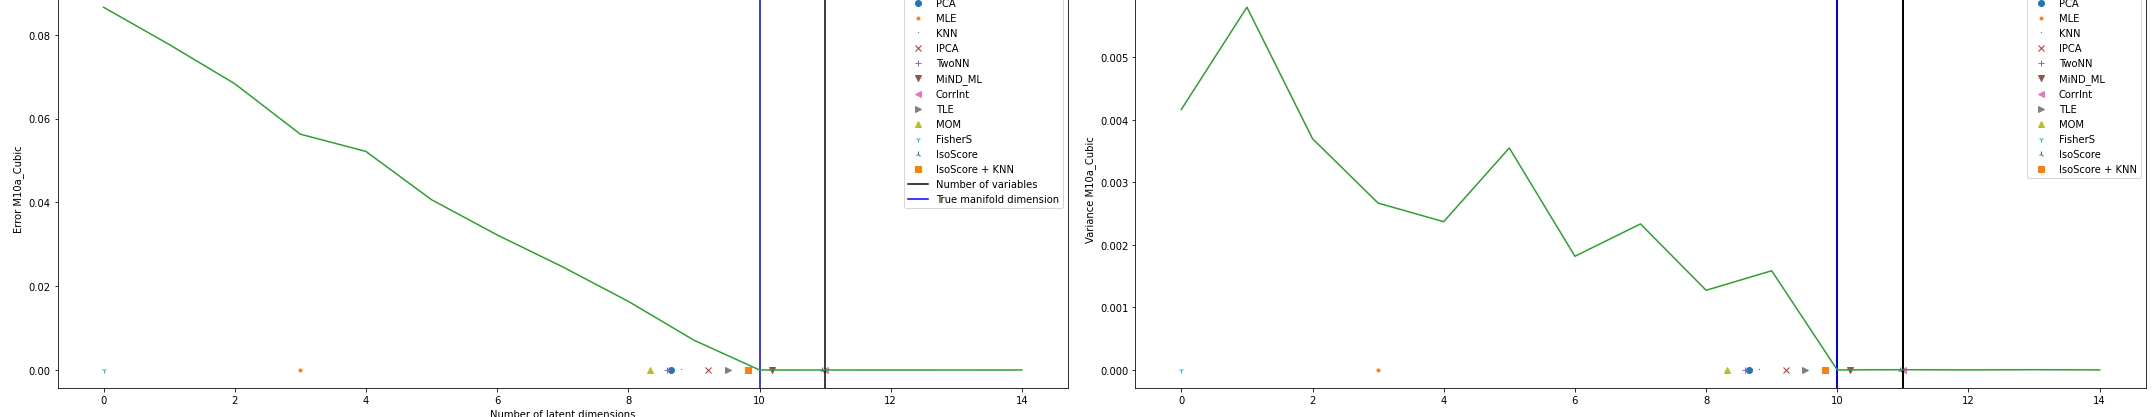 PCA
MLE
KNN
IPCA
TwoNN
MiND_ML
CorrInt
TLE
MOM
FisherS
IsoScore
IsoScore + KNN
Number of variables
True manifold dimension
0.08
0.06
0.04
0.02
0.00
Error M10a_Cubic
0 2 4 6 8 10 12 14
Number of latent dimensions
PCA
MLE
KNN
IPCA
TwoNN
MiND_ML
CorrInt
TLE
MOM
FisherS
IsoScore
IsoScore + KNN
0.005
0.004
0.003
0.002
0.001
0.000
Variance M10a_Cubic
0 2 4 6 8 10 12 14